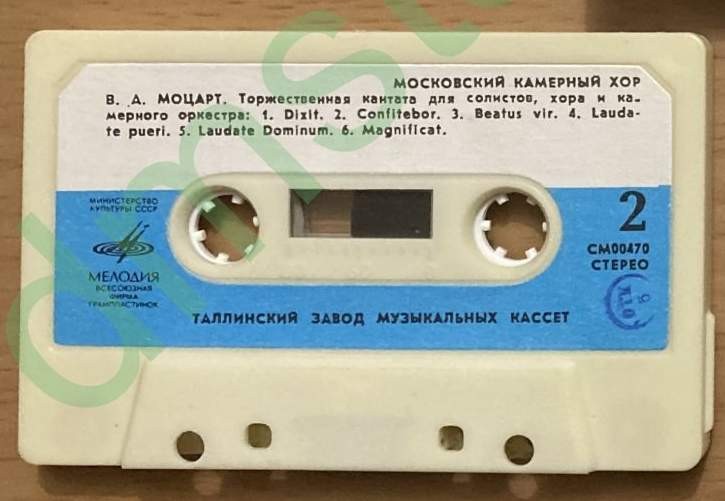 МОСКОВСКИЙ КАМЕРНЫЙ ХОР
В. А. МОЦАРТ. Торжественная кантата для солистов, хора и ка-
мерного оркестра: 1. Dixit. 2. Confitebor. 3. Beatus vir. 4. Lauda-
te pueri. 5. Laudate Dominum. 6. Magnificat.
МИНИСТЕРСТВО
КУЛЬТУРЫ СССР
МЕЛОДИЯ
ВСЕСОЮЗНАЯ
ФИРМА
ГРАМПЛАСТИНОК
2
СМ00470
СТЕРЕО
ТАЛЛИНСКИЙ ЗАВОД МУЗЫКАЛЬНЫХ КАССЕТ